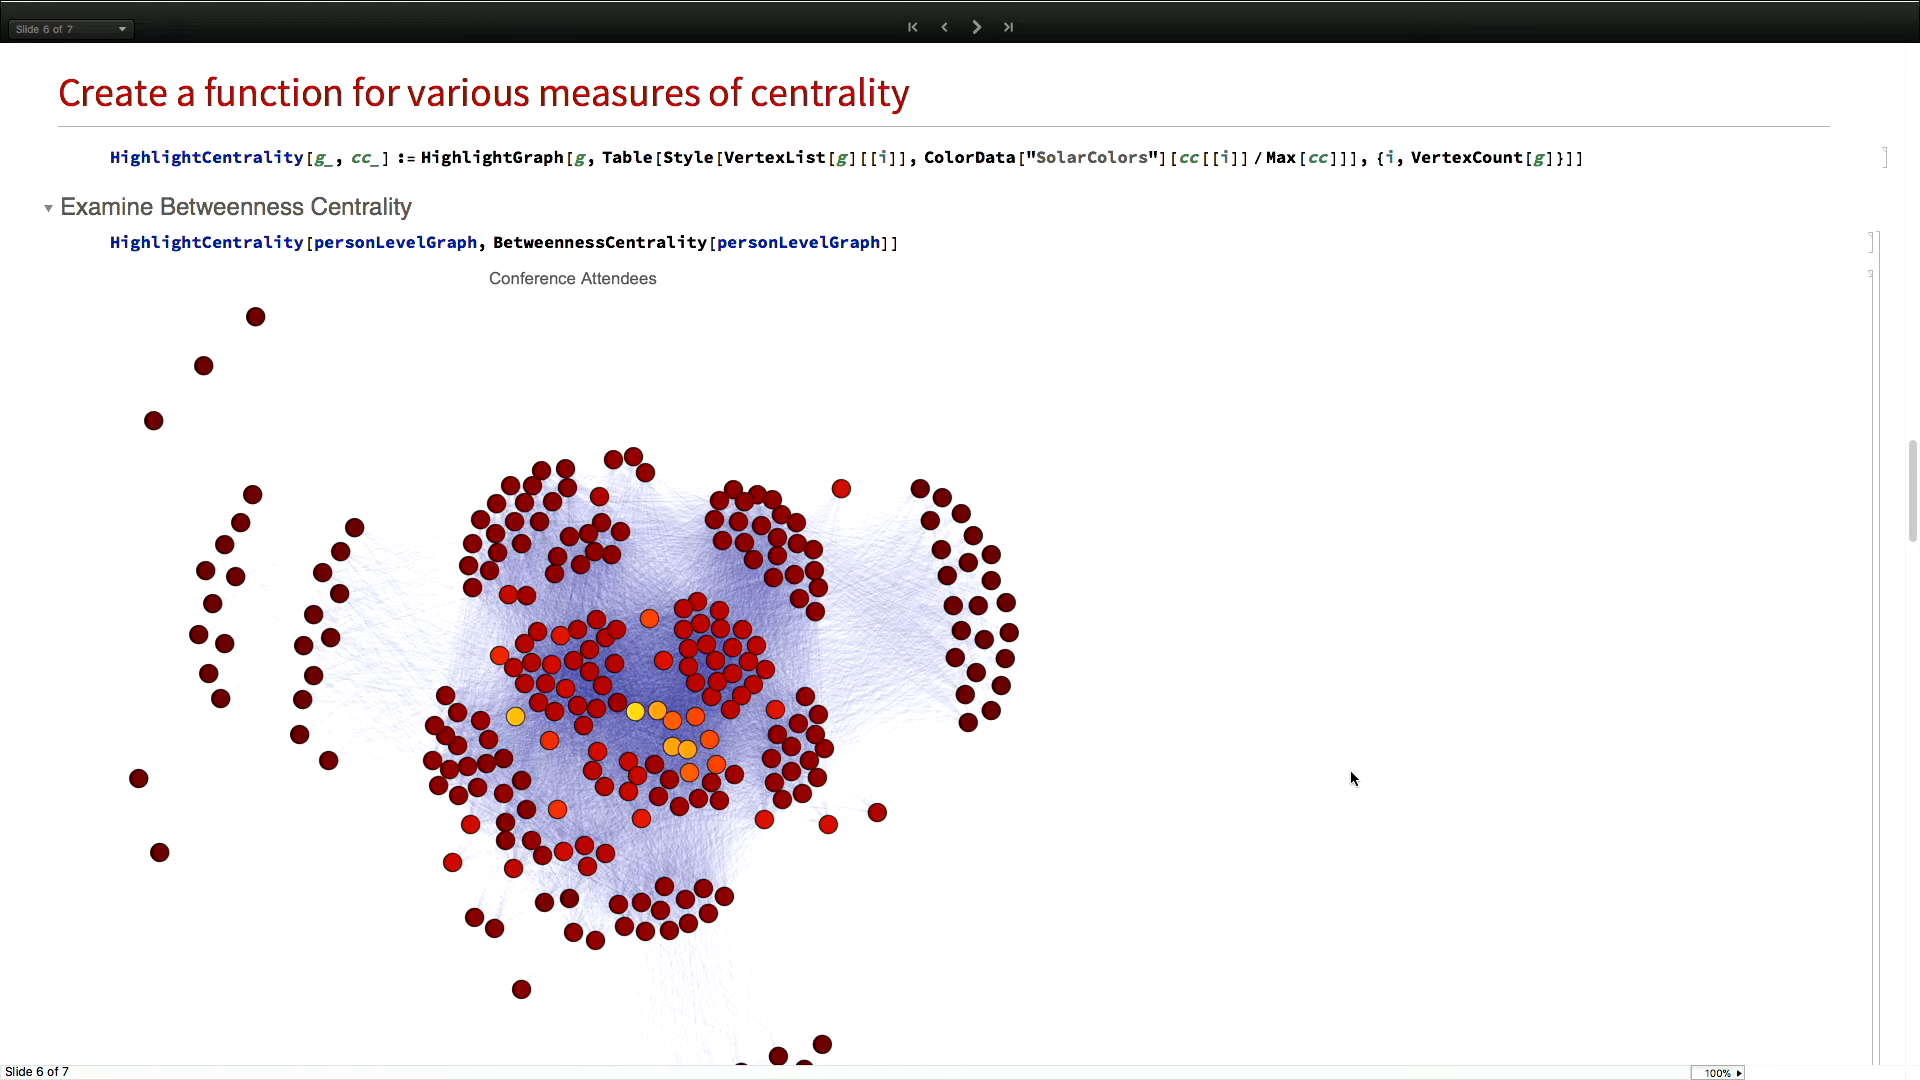 Slide 6 of 7
Create a function for various measures of centrality
HighlightCentrality[g_, cc_] := HighlightGraph[g, Table[Style[VertexList[g][[i]], ColorData["SolarColors"][cc[[i]] / Max[cc]]], {i, VertexCount[g]}]]
Examine Betweenness Centrality
HighlightCentrality[personLevelGraph, BetweennessCentrality[personLevelGraph]]
Conference Attendees
Slide 6 of 7
100%